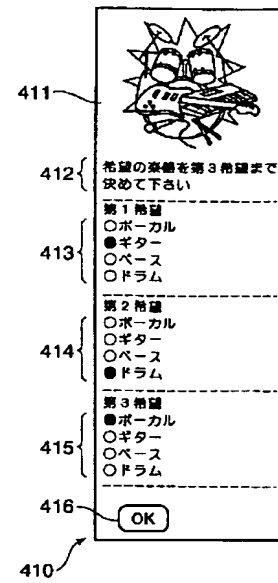 411
412
希望の楽器を第3希望まで
決めて下さい
413
第1希望
○ボーカル
●ギター
○ベース
○ドラム
414
第2希望
○ボーカル
○ギター
○ベース
●ドラム
415
第3希望
●ボーカル
○ギター
○ベース
○ドラム
416
OK
410